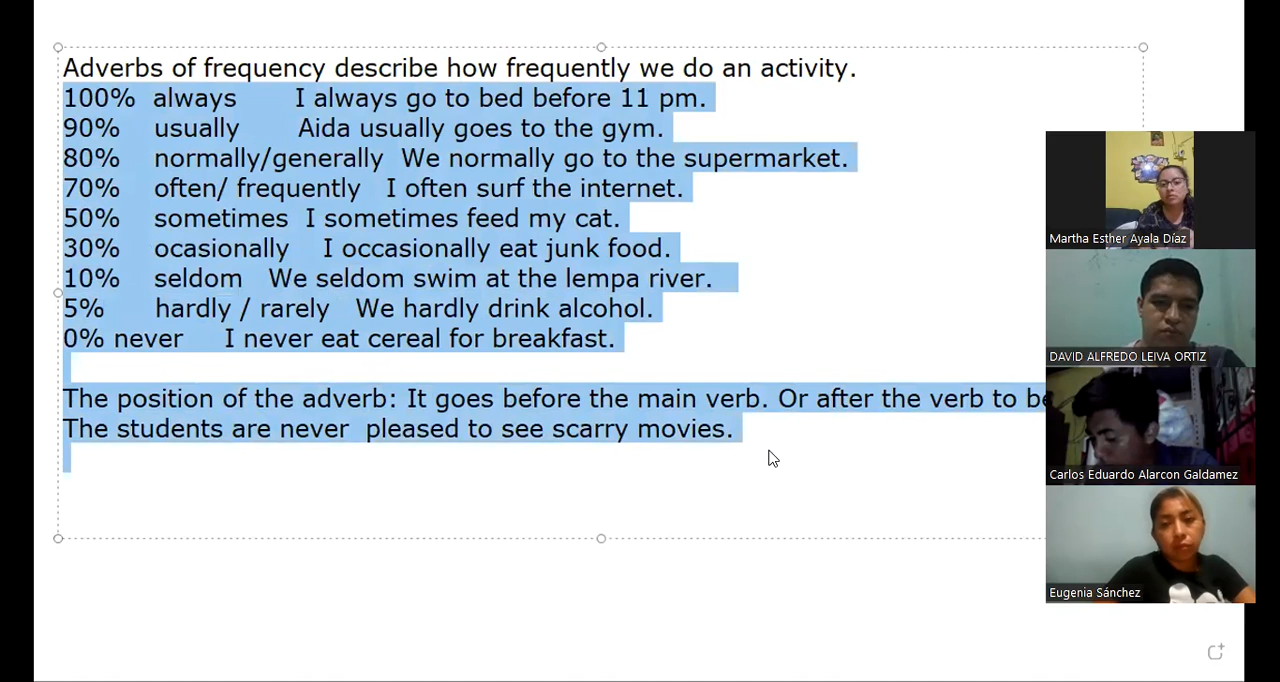 Adverbs of frequency describe how frequently we do an activity.
100% always I always go to bed before 11 pm.
90% usually Aida usually goes to the gym.
80% normally/generally We normally go to the supermarket.
70% often/ frequently I often surf the internet.
50% sometimes I sometimes feed my cat.
30% ocasionally I occasionally eat junk food.
10% seldom We seldom swim at the lempa river.
5% hardly / rarely We hardly drink alcohol.
0% never I never eat cereal for breakfast.
The position of the adverb: It goes before the main verb. Or after the verb to be
The students are never pleased to see scarry movies.
Martha Esther Ayala Díaz
DAVID ALFREDO LEIVA ORTIZ
Carlos Eduardo Alarcon Galdamez
Eugenia Sánchez